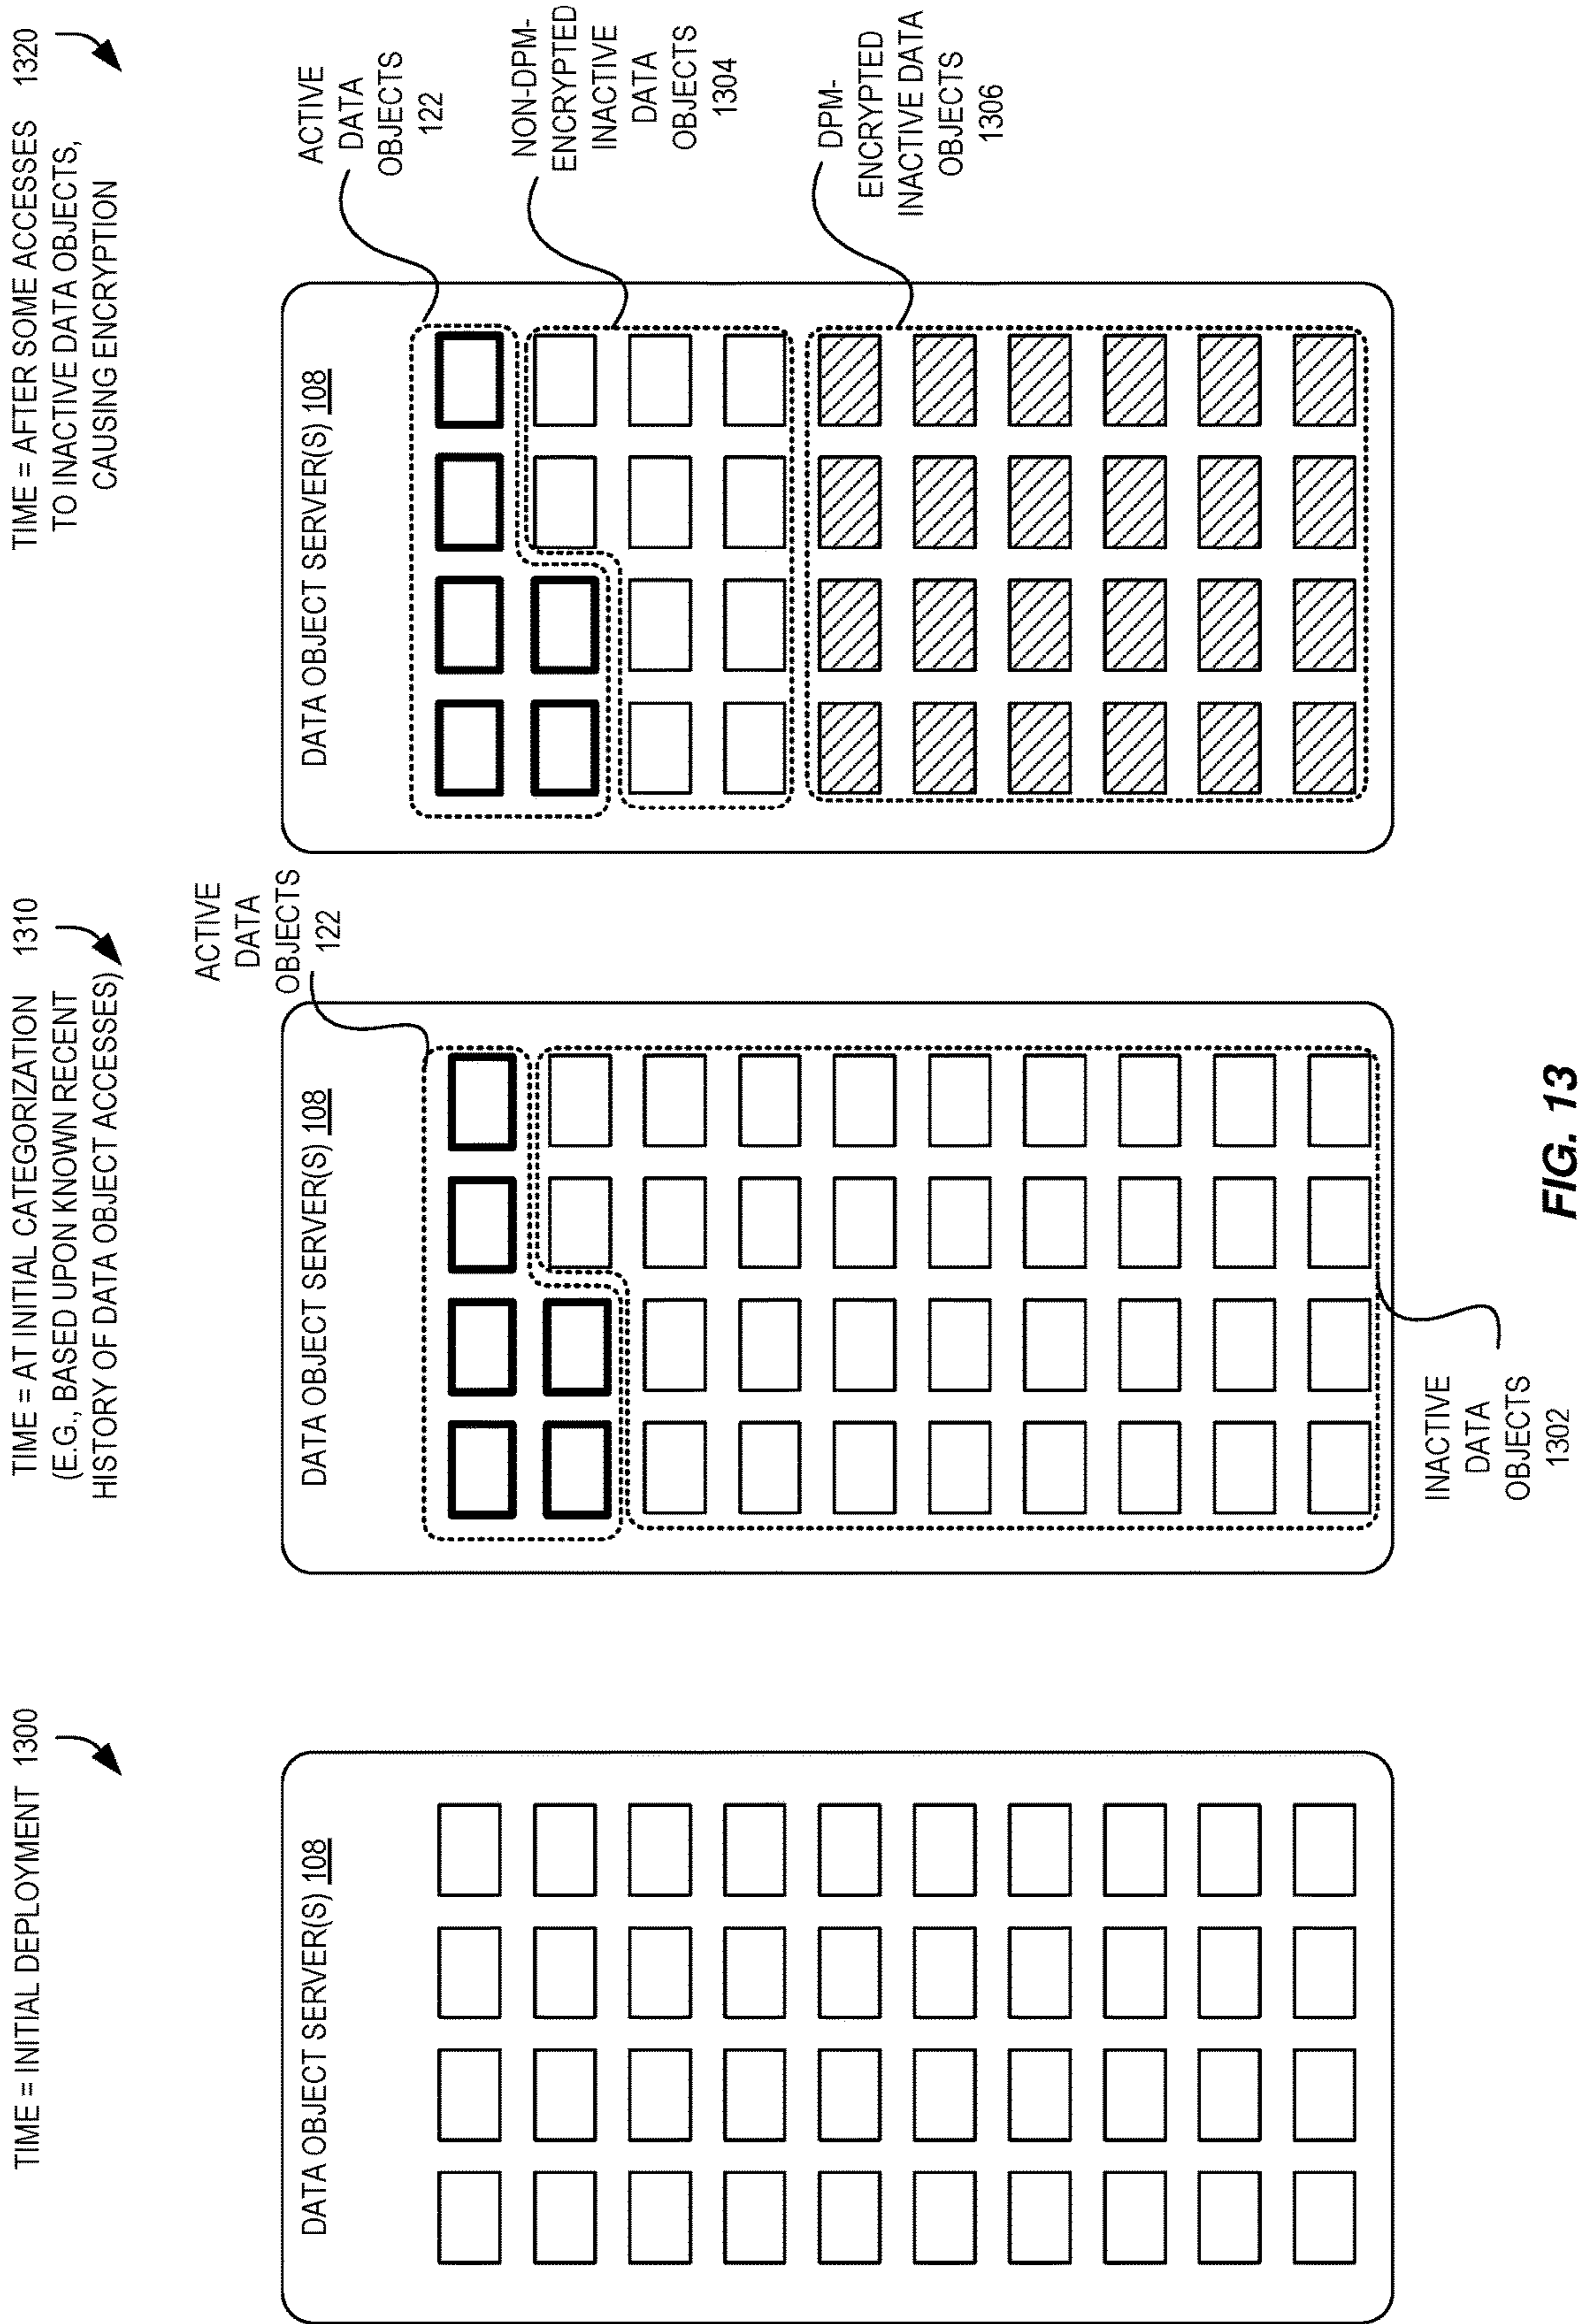 TIME = INITIAL DEPLOYMENT 1300
DATA OBJECT SERVER(S) 108
TIME = AT INITIAL CATEGORIZATION 1310
(E.G., BASED UPON KNOWN RECENT
HISTORY OF DATA OBJECT ACCESSES)
ACTIVE
DATA
OBJECTS
122
DATA OBJECT SERVER(S) 108
INACTIVE
DATA
OBJECTS
1302
TIME = AFTER SOME ACCESSES 1320
TO INACTIVE DATA OBJECTS,
CAUSING ENCRYPTION
ACTIVE
DATA
OBJECTS
122
NON-DPM-
ENCRYPTED
INACTIVE
DATA
OBJECTS
1304
DPM-
ENCRYPTED
INACTIVE DATA
OBJECTS
1306
DATA OBJECT SERVER(S) 108
FIG. 13